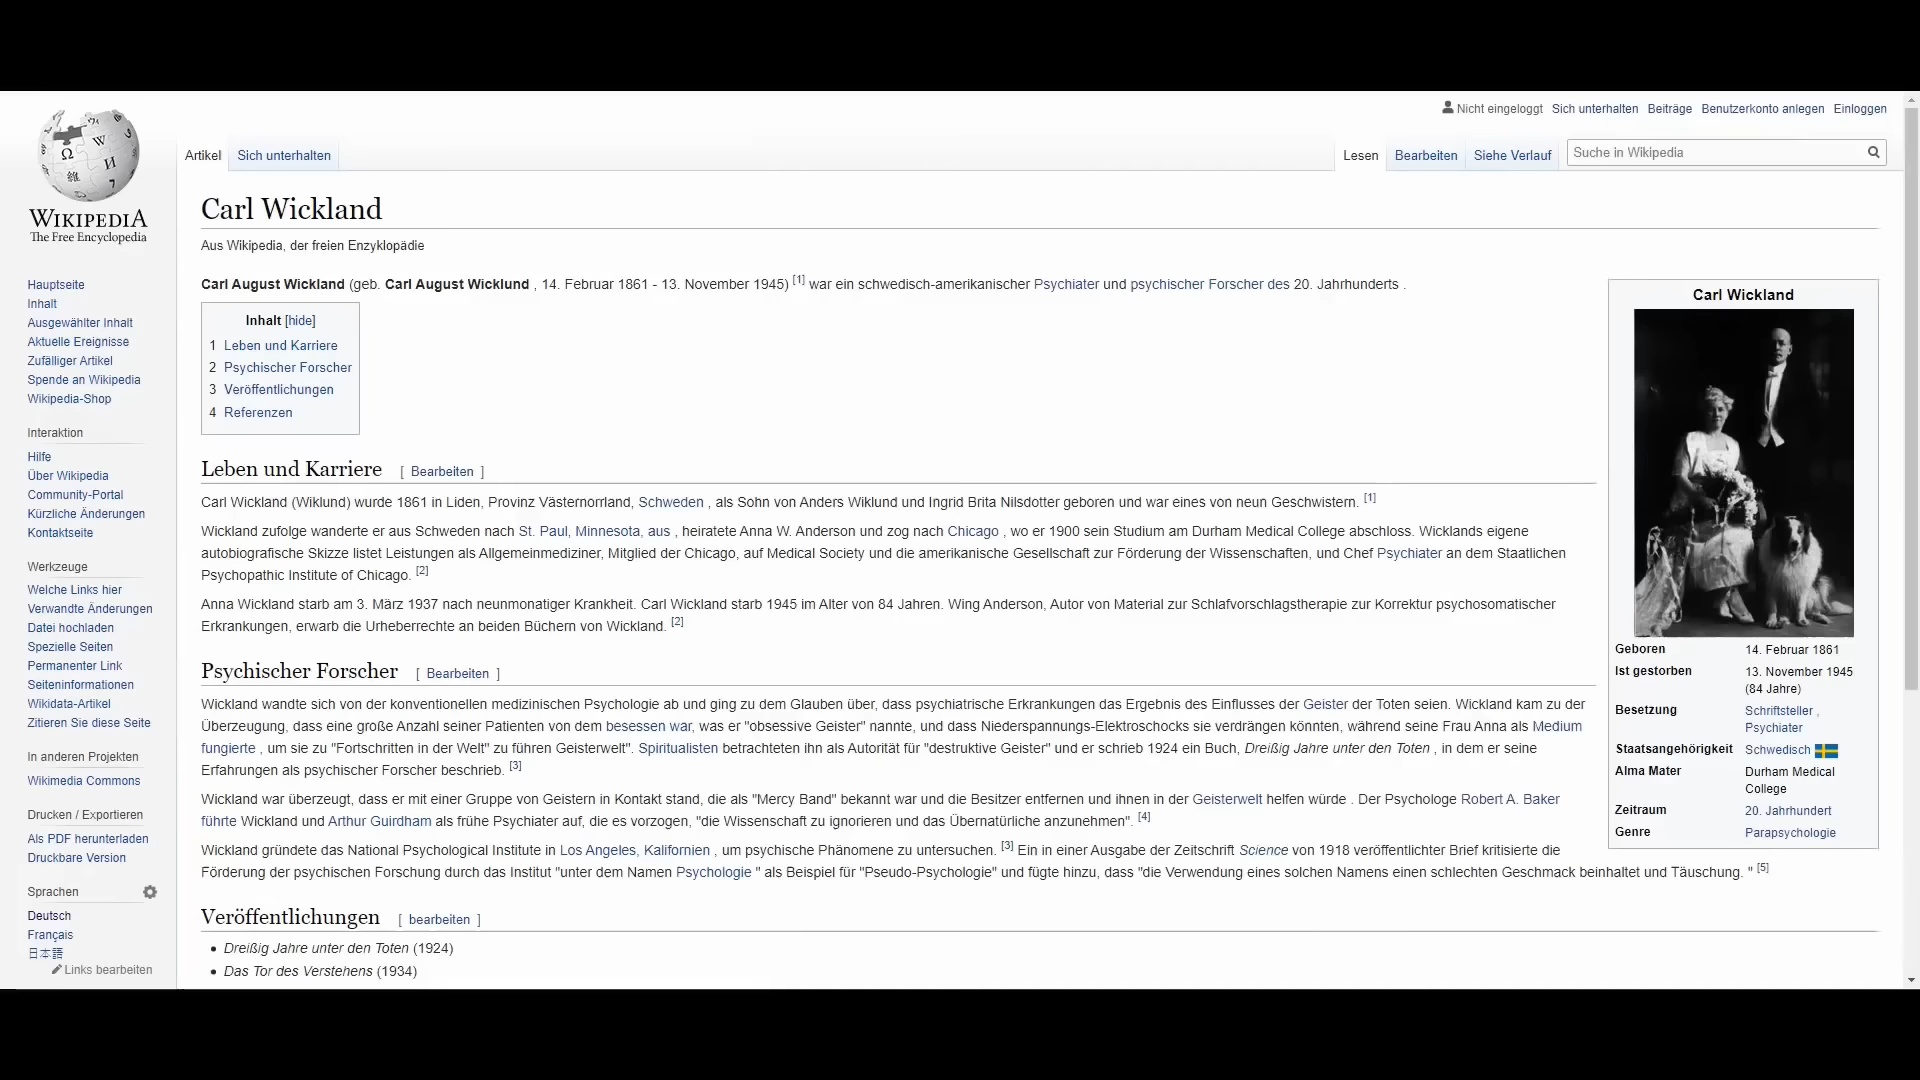 Nicht eingeloggt Sich unterhalten Beiträge Benutzerkonto anlegen Einloggen
Artikel Sich unterhalten Lesen Bearbeiten Siehe Verlauf Suche in Wikipedia
WIKIPEDIA
The Free Encyclopedia
Hauptseite
Inhalt
Ausgewählter Inhalt
Aktuelle Ereignisse
Zufälliger Artikel
Spende an Wikipedia
Wikipedia-Shop
Interaktion
Hilfe
Über Wikipedia
Community-Portal
Kürzliche Änderungen
Kontaktseite
Werkzeuge
Welche Links hier
Verwandte Änderungen
Datei hochladen
Spezielle Seiten
Permanenter Link
Seiteninformationen
Wikidata-Artikel
Zitieren Sie diese Seite
In anderen Projekten
Wikimedia Commons
Drucken / Exportieren
Als PDF herunterladen
Druckbare Version
Sprachen
Deutsch
Français
日本語
Links bearbeiten
Carl Wickland
Aus Wikipedia, der freien Enzyklopädie
Carl August Wickland (geb. Carl August Wicklund , 14. Februar 1861 - 13. November 1945) [1] war ein schwedisch-amerikanischer Psychiater und psychischer Forscher des 20. Jahrhunderts .
Inhalt [hide]
1 Leben und Karriere
2 Psychischer Forscher
3 Veröffentlichungen
4 Referenzen
Leben und Karriere [ Bearbeiten ]
Carl Wickland (Wiklund) wurde 1861 in Liden, Provinz Västernorrland, Schweden , als Sohn von Anders Wiklund und Ingrid Brita Nilsdotter geboren und war eines von neun Geschwistern. [1]
Wickland zufolge wanderte er aus Schweden nach St. Paul, Minnesota, aus , heiratete Anna W. Anderson und zog nach Chicago , wo er 1900 sein Studium am Durham Medical College abschloss. Wicklands eigene
autobiografische Skizze listet Leistungen als Allgemeinmediziner, Mitglied der Chicago, auf Medical Society und die amerikanische Gesellschaft zur Förderung der Wissenschaften, und Chef Psychiater an dem Staatlichen
Psychopathic Institute of Chicago. [2]
Anna Wickland starb am 3. März 1937 nach neunmonatiger Krankheit. Carl Wickland starb 1945 im Alter von 84 Jahren. Wing Anderson, Autor von Material zur Schlafvorschlagstherapie zur Korrektur psychosomatischer
Erkrankungen, erwarb die Urheberrechte an beiden Büchern von Wickland. [2]
Psychischer Forscher [ Bearbeiten ]
Wickland wandte sich von der konventionellen medizinischen Psychologie ab und ging zu dem Glauben über, dass psychiatrische Erkrankungen das Ergebnis des Einflusses der Geister der Toten seien. Wickland kam zu der
Überzeugung, dass eine große Anzahl seiner Patienten von dem besessen war, was er "obsessive Geister" nannte, und dass Niederspannungs-Elektroschocks sie verdrängen könnten, während seine Frau Anna als Medium
fungierte , um sie zu "Fortschritten in der Welt" zu führen Geisterwelt". Spiritualisten betrachteten ihn als Autorität für "destruktive Geister" und er schrieb 1924 ein Buch, Dreißig Jahre unter den Toten , in dem er seine
Erfahrungen als psychischer Forscher beschrieb. [3]
Wickland war überzeugt, dass er mit einer Gruppe von Geistern in Kontakt stand, die als "Mercy Band" bekannt war und die Besitzer entfernen und ihnen in der Geisterwelt helfen würde . Der Psychologe Robert A. Baker
führte Wickland und Arthur Guirdham als frühe Psychiater auf, die es vorzogen, "die Wissenschaft zu ignorieren und das Übernatürliche anzunehmen". [4]
Wickland gründete das National Psychological Institute in Los Angeles, Kalifornien , um psychische Phänomene zu untersuchen. [3] Ein in einer Ausgabe der Zeitschrift Science von 1918 veröffentlichter Brief kritisierte die
Förderung der psychischen Forschung durch das Institut "unter dem Namen Psychologie " als Beispiel für "Pseudo-Psychologie" und fügte hinzu, dass "die Verwendung eines solchen Namens einen schlechten Geschmack beinhaltet und Täuschung. " [5]
Veröffentlichungen [ bearbeiten ]
Dreißig Jahre unter den Toten (1924)
Das Tor des Verstehens (1934)
Carl Wickland
Geboren 14. Februar 1861
Ist gestorben 13. November 1945
(84 Jahre)
Besetzung Schriftsteller ,
Psychiater
Staatsangehörigkeit Schwedisch
Alma Mater Durham Medical
College
Zeitraum 20. Jahrhundert
Genre Parapsychologie